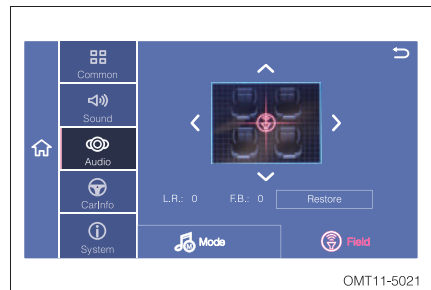 Common
Sound
Audio
CarInfo
System
L.R.: 0 F.B.: 0 Restore
Mode Field
OMT11-5021